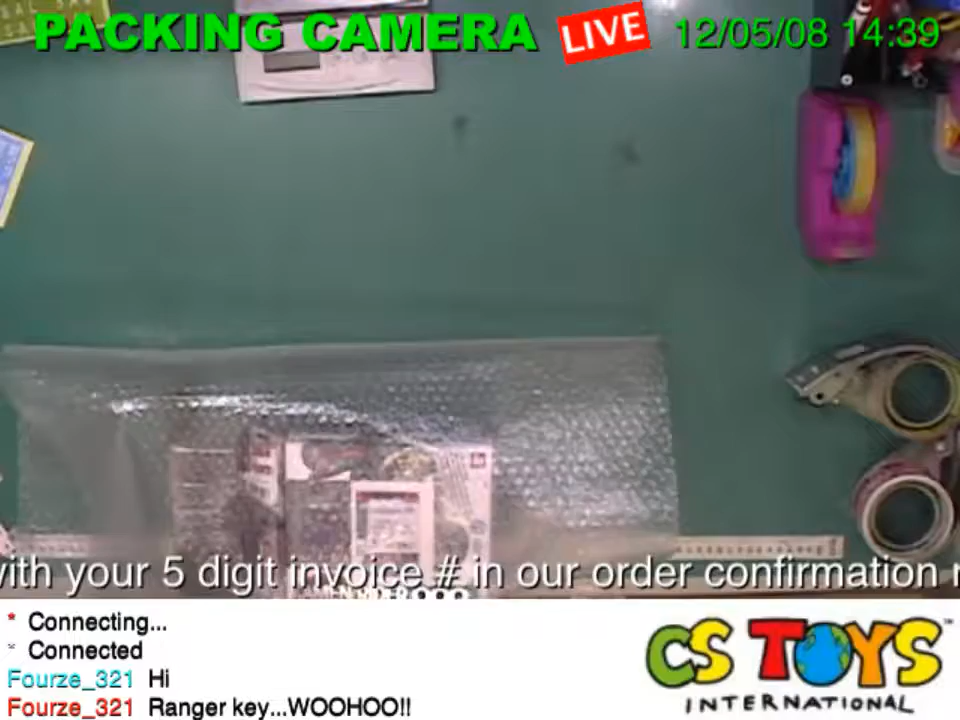 PACKING CAMERA LIVE 12/05/08 14:39
with your 5 digit invoice # in our order confirmation
* Connecting...
* Connected
Fourze_321 Hi
Fourze_321 Ranger key...WOOHOO!!
CS TOYS
INTERNATIONAL